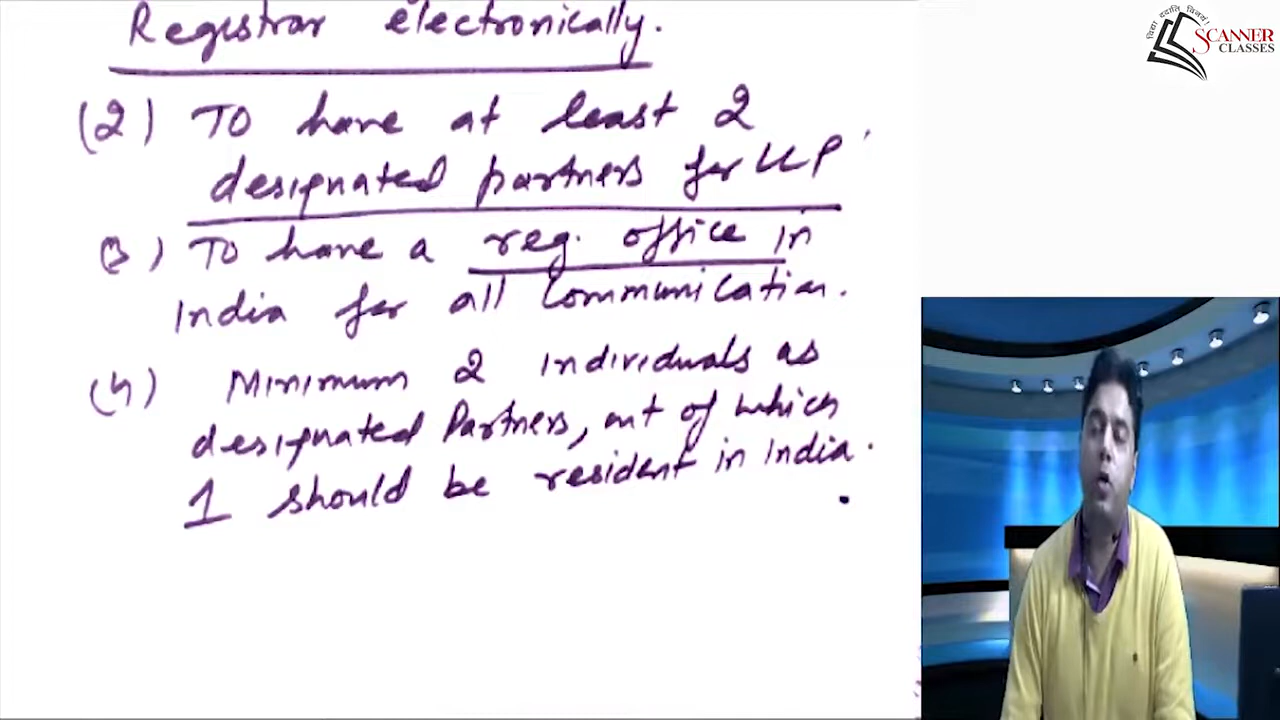 Registrar electronically.
(2) To have at least 2
designated partners for LLP.
(3) To have a reg. office in
India for all communication.
(4) Minimum 2 individuals as
designated Partners, out of which
1 should be resident in India.
विद्या ददाति विनयं।
SCANNER
CLASSES